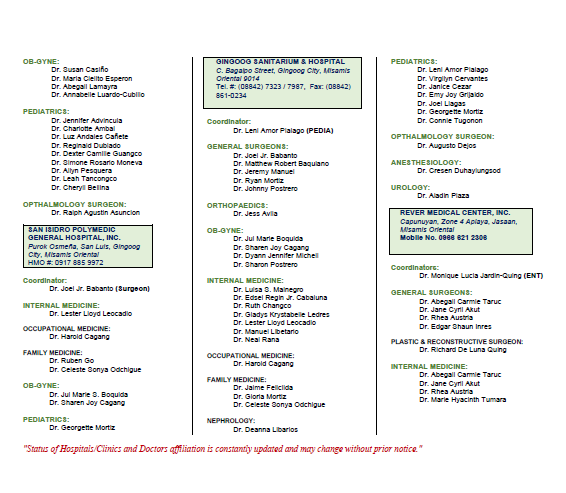 OB-GYNE:
Dr. Susan Casiño
Dr. Maria Clelito Esperon
Dr. Abegail Lamayra
Dr. Annabelle Luardo-Cubillo
PEDIATRICS:
Dr. Jennifer Advincula
Dr. Charlotte Ambal
Dr. Luz Andales Cañete
Dr. Reginald Dublado
Dr. Dexter Camille Guangco
Dr. Simone Rosario Moneva
Dr. Allyn Pesquera
Dr. Leah Tancongco
Dr. Cheryll Bellna
OPTHALMOLOGY SURGEON:
Dr. Ralph Agustin Asuncion
SAN ISIDRO POLYMEDIC
GENERAL HOSPITAL, INC.
Purok Osmeña, San Luis, Gingoog
City, Misamis Oriental
HMO #: 0917 885 9972
Coordinator:
Dr. Joel Jr. Babanto (Surgeon)
INTERNAL MEDICINE:
Dr. Lester Lloyd Leocadio
OCCUPATIONAL MEDICINE:
Dr. Harold Cagang
FAMILY MEDICINE:
Dr. Ruben Go
Dr. Celeste Sonya Odchigue
OB-GYNE:
Dr. Jul Marie S. Boquida
Dr. Sharen Joy Cagang
PEDIATRICS:
Dr. Georgette Mortiz
GINGOOG SANITARIUM & HOSPITAL
C. Bagaipo Street, Gingoog City, Misamis
Oriental 9014
Tel. #: (08842) 7323 / 7987, Fax: (08842)
861-0234
Coordinator:
Dr. Leni Amor Pialago (PEDIA)
GENERAL SURGEONS:
Dr. Joel Jr. Babanto
Dr. Matthew Robert Baquiano
Dr. Jeremy Manuel
Dr. Ryan Mortiz
Dr. Johnny Postrero
ORTHOPAEDICS:
Dr. Jess Avila
OB-GYNE:
Dr. Jul Marie Boquida
Dr. Sharen Joy Cagang
Dr. Dyann Jennifer Michell
Dr. Sharon Postrero
INTERNAL MEDICINE:
Dr. Luisa S. Malnegro
Dr. Edsel Regin Jr. Cabaluna
Dr. Ruth Changco
Dr. Gladys Krystabelle Ledres
Dr. Lester Lloyd Leocadio
Dr. Manuel Libetario
Dr. Neal Rana
OCCUPATIONAL MEDICINE:
Dr. Harold Cagang
FAMILY MEDICINE:
Dr. Jaime Felicilda
Dr. Gloria Mortiz
Dr. Celeste Sonya Odchigue
NEPHROLOGY:
Dr. Deanna Libarios
PEDIATRICS:
Dr. Leni Amor Pialago
Dr. Virgilyn Cervantes
Dr. Janice Cezar
Dr. Emy Joy Grijaldo
Dr. Joel Llagas
Dr. Georgette Mortiz
Dr. Connie Tugonon
OPTHALMOLOGY SURGEON:
Dr. Augusto Dejos
ANESTHESIOLOGY:
Dr. Cresen Duhaylungsod
UROLOGY:
Dr. Aladin Plaza
REVER MEDICAL CENTER, INC.
Capunuyan, Zone 4 Aplaya, Jasaan,
Misamis Oriental
Mobile No. 0966 621 2306
Coordinators:
Dr. Monique Lucia Jardin-Quing (ENT)
GENERAL SURGEONS:
Dr. Abegail Carmie Taruc
Dr. Jane Cyril Akut
Dr. Rhea Austria
Dr. Edgar Shaun Inres
PLASTIC & RECONSTRUCTIVE SURGEON:
Dr. Richard De Luna Quing
INTERNAL MEDICINE:
Dr. Abegail Carmie Taruc
Dr. Jane Cyril Akut
Dr. Rhea Austria
Dr. Marie Hyacinth Tumara
"Status of Hospitals/Clinics and Doctors affiliation is constantly updated and may change without prior notice."